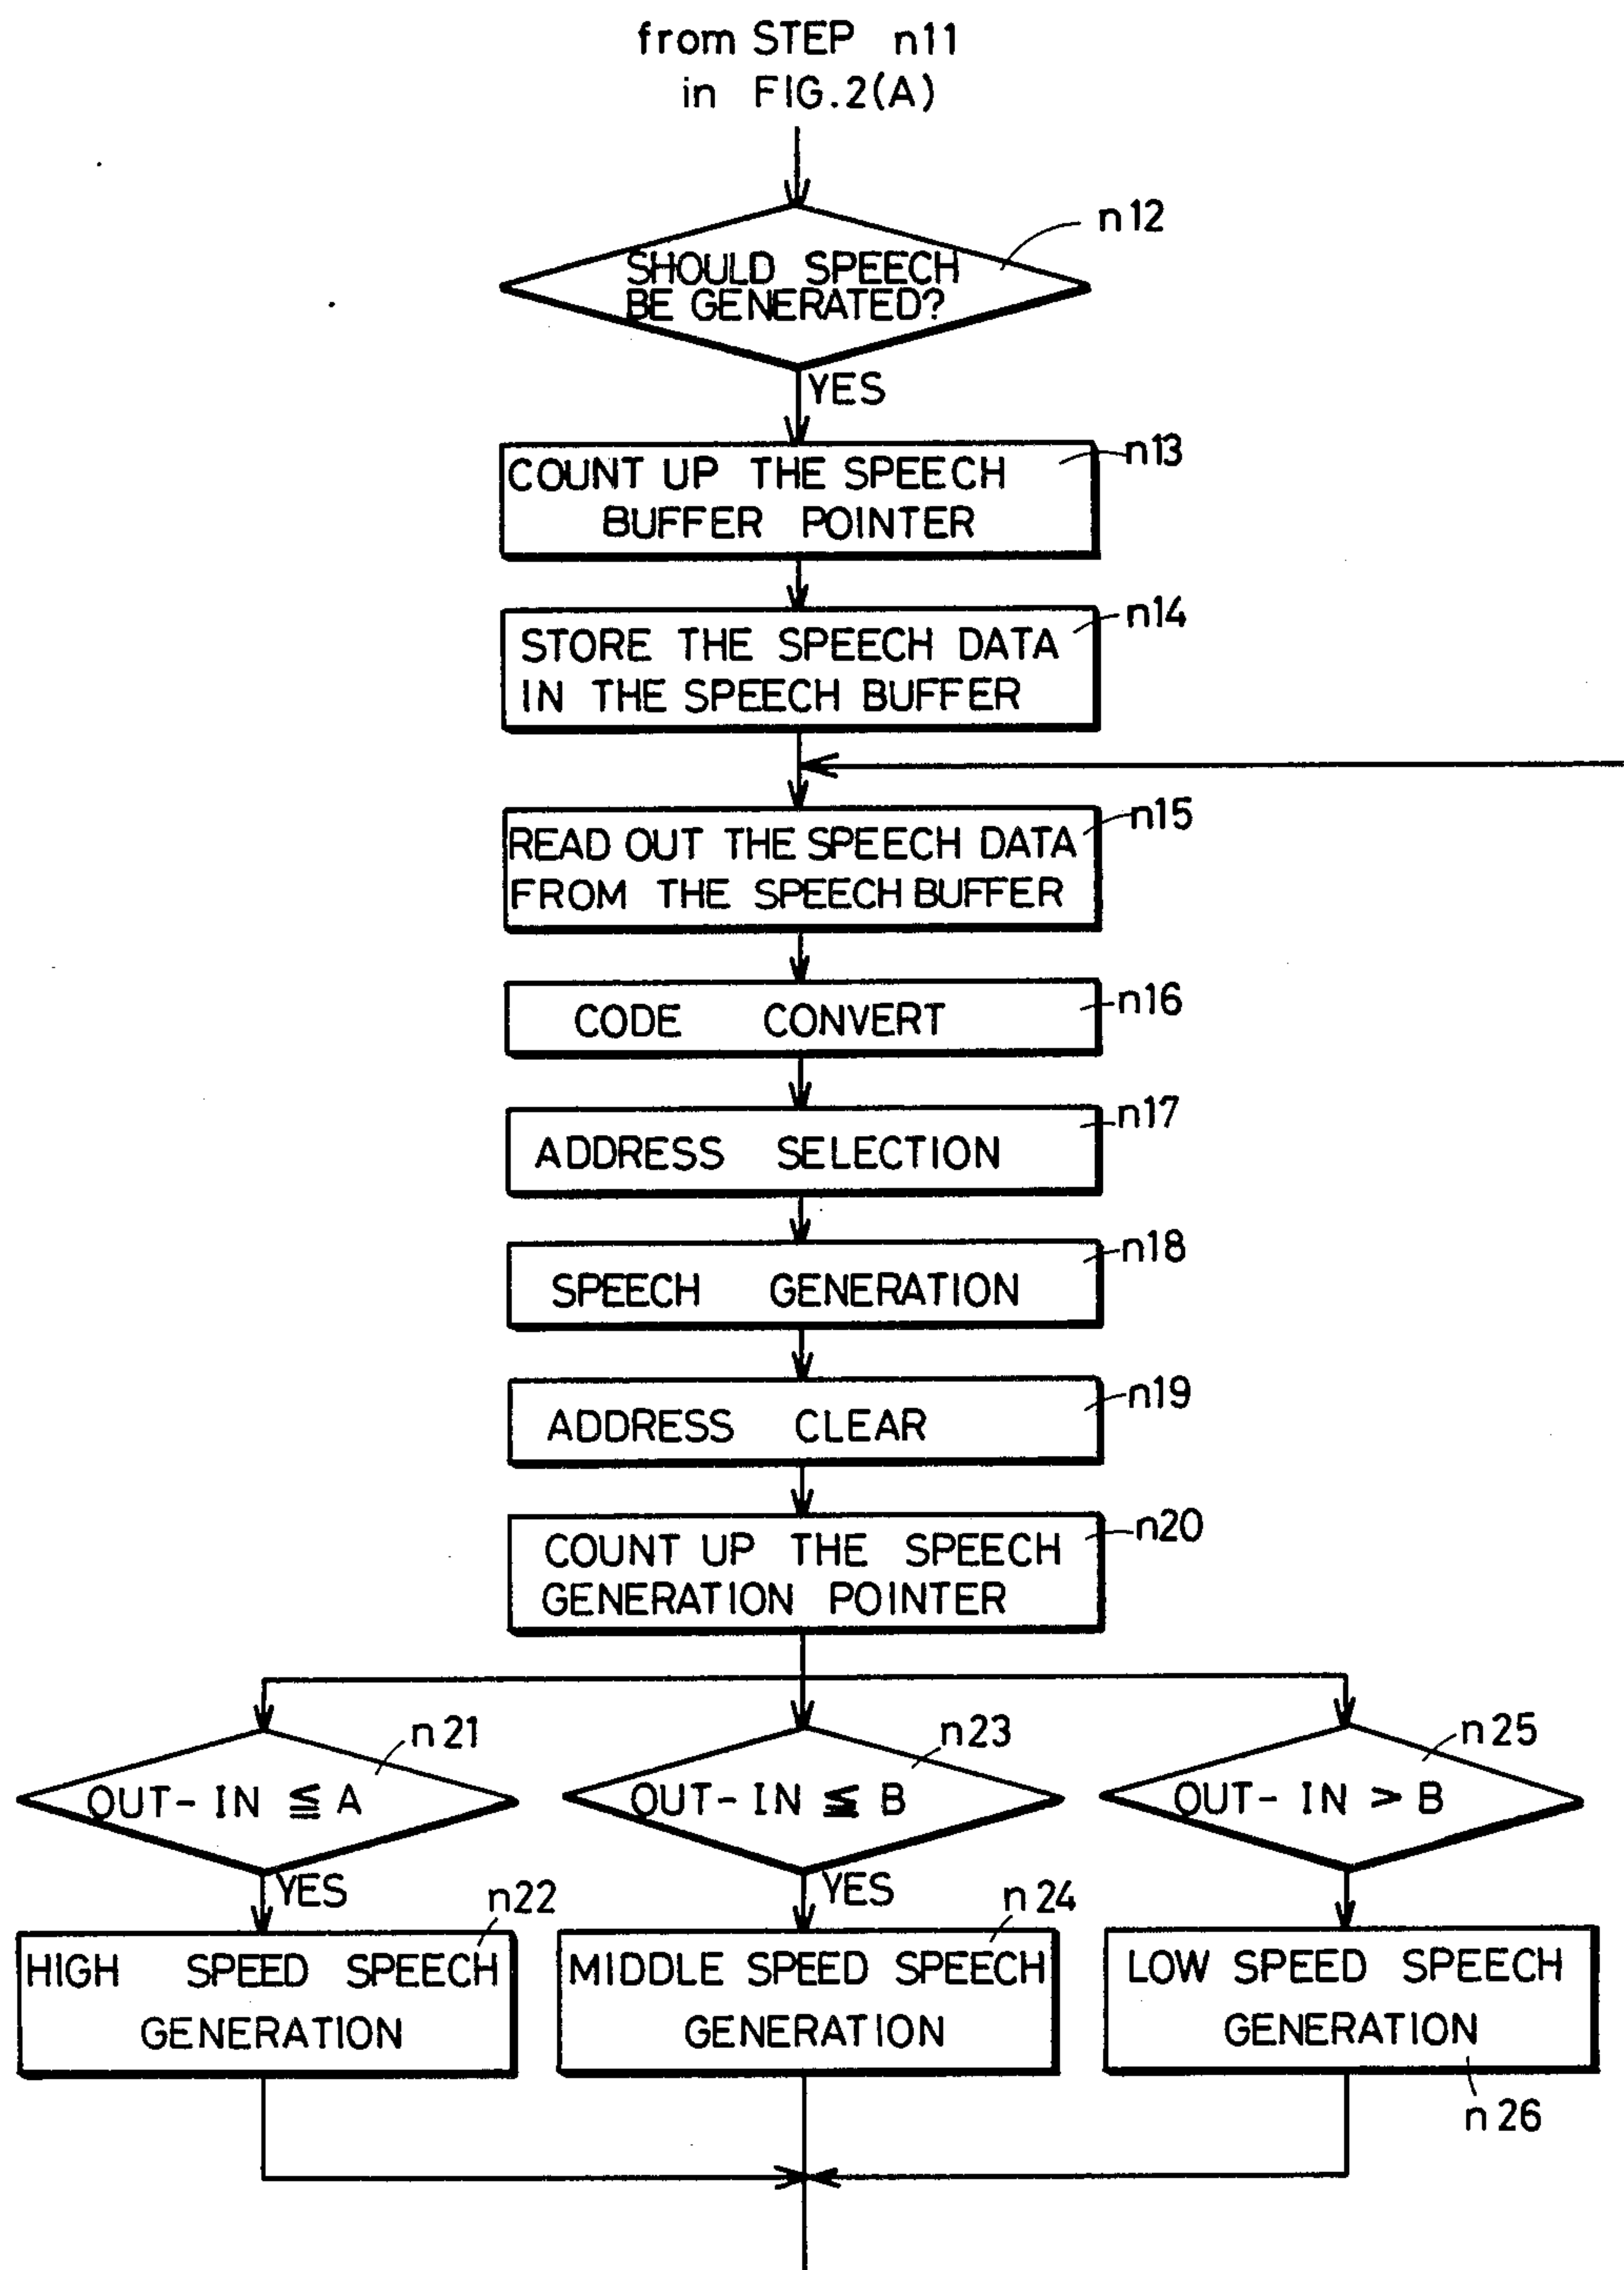 from STEP n11
in FIG.2(A)
n12
SHOULD SPEECH
BE GENERATED?
YES
n13
COUNT UP THE SPEECH
BUFFER POINTER
n14
STORE THE SPEECH DATA
IN THE SPEECH BUFFER
n15
READ OUT THE SPEECH DATA
FROM THE SPEECH BUFFER
n16
CODE CONVERT
n17
ADDRESS SELECTION
n18
SPEECH GENERATION
n19
ADDRESS CLEAR
n20
COUNT UP THE SPEECH
GENERATION POINTER
n21
OUT-IN ≦ A
YES
n22
HIGH SPEED SPEECH
GENERATION
n23
OUT-IN ≦ B
YES
n24
MIDDLE SPEED SPEECH
GENERATION
n25
OUT-IN > B
LOW SPEED SPEECH
GENERATION
n26